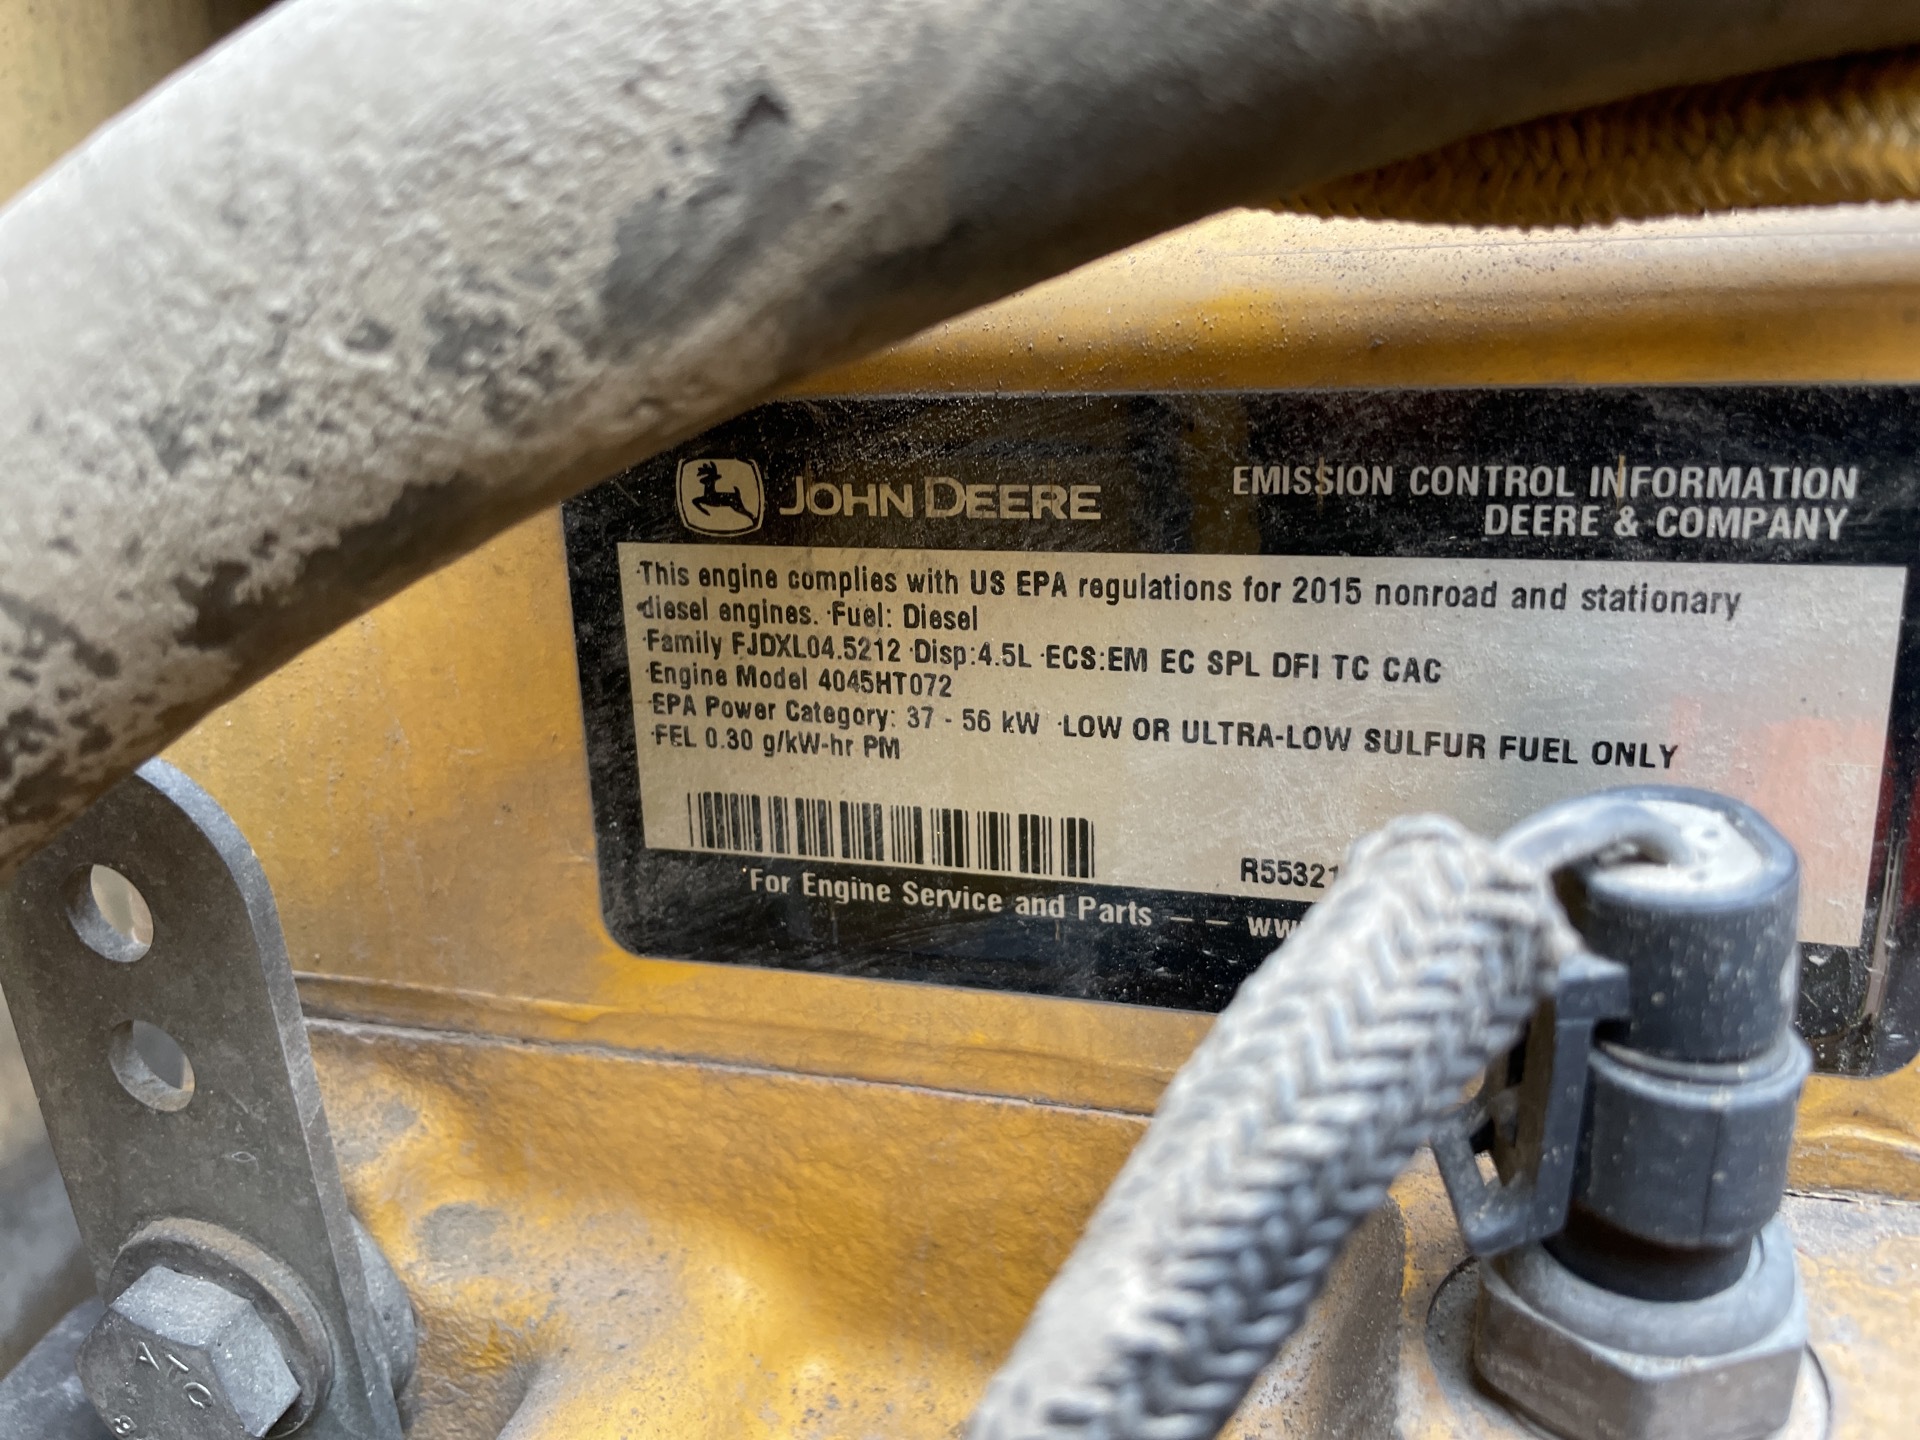 JOHN DEERE
EMISSION CONTROL INFORMATION
DEERE & COMPANY
·This engine complies with US EPA regulations for 2015 nonroad and stationary
·diesel engines. ·Fuel: Diesel
·Family FJDXL04.5212 ·Disp:4.5L ·ECS:EM EC SPL DFI TC CAC
·Engine Model 4045HT072
·EPA Power Category: 37 - 56 kW ·LOW OR ULTRA-LOW SULFUR FUEL ONLY
·FEL 0.30 g/kW-hr PM
R55321
·For Engine Service and Parts — —
10
8